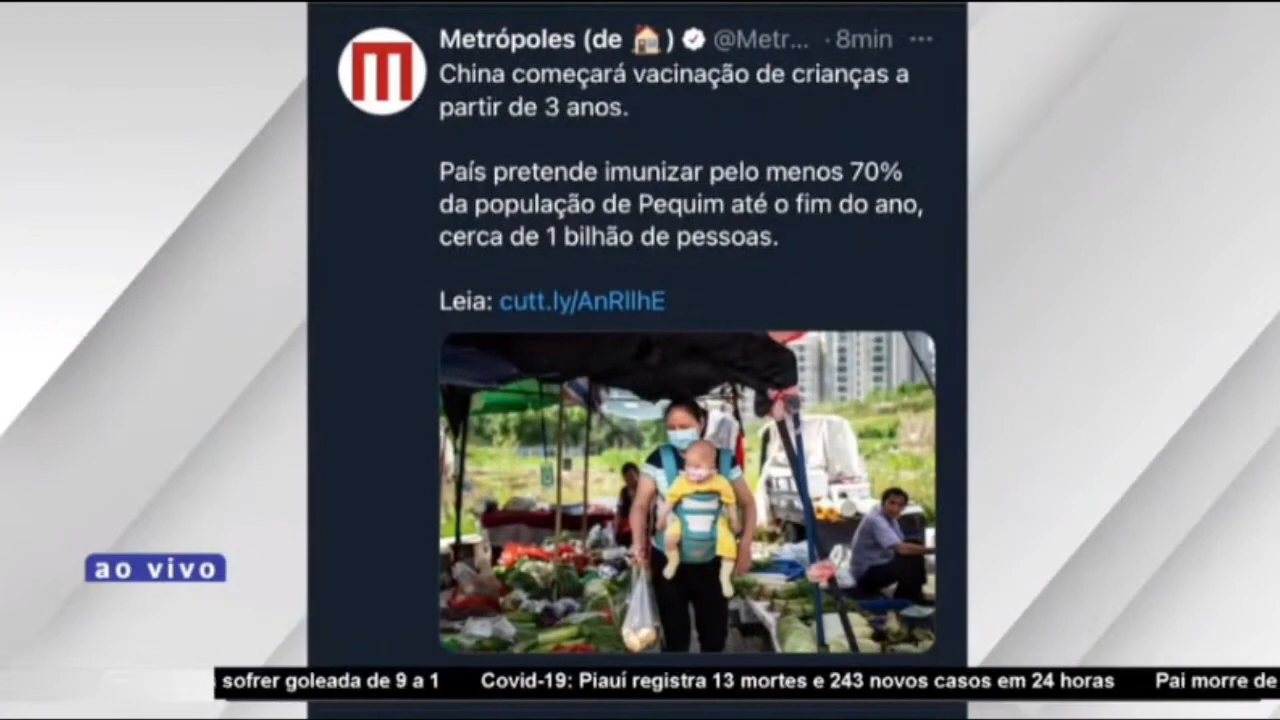 Metrópoles (de 🏠) @Metr... · 8min ...
China começará vacinação de crianças a
partir de 3 anos.
País pretende imunizar pelo menos 70%
da população de Pequim até o fim do ano,
cerca de 1 bilhão de pessoas.
Leia: cutt.ly/AnRllhE
ao vivo
sofrer goleada de 9 a 1 Covid-19: Piauí registra 13 mortes e 243 novos casos em 24 horas Pai morre de